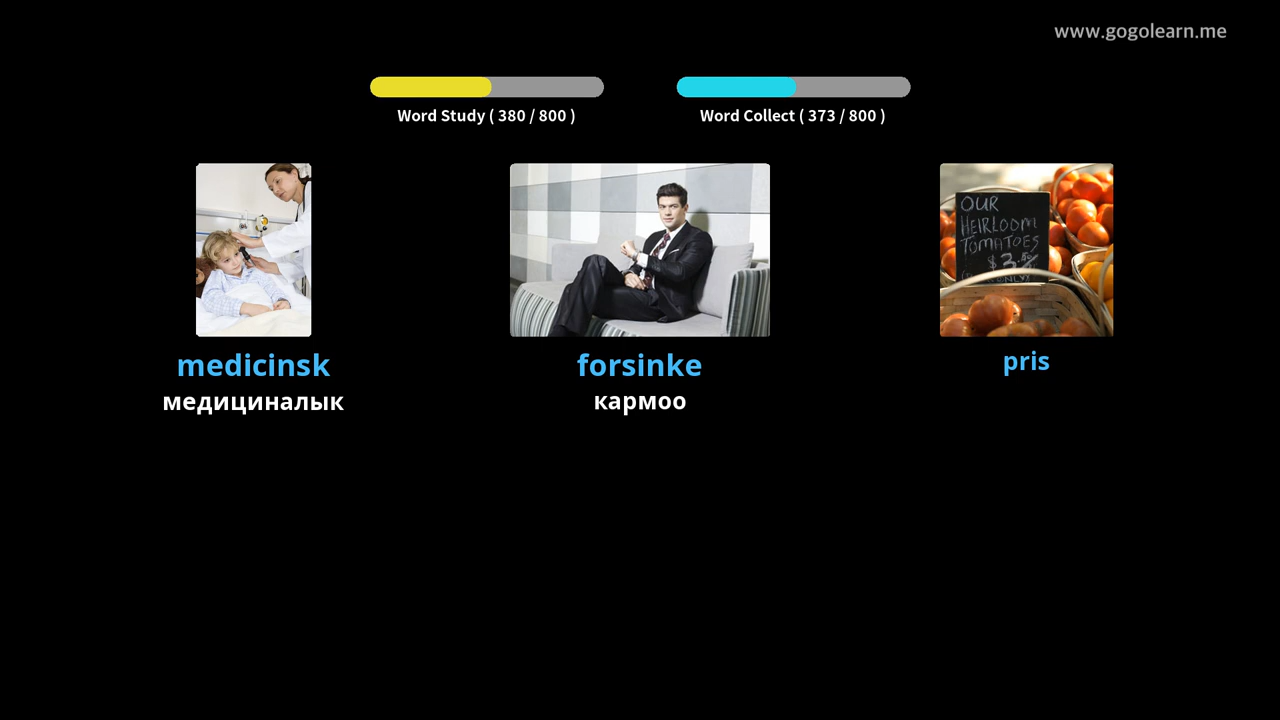 www.gogolearn.me
Word Study ( 380 / 800 )
Word Collect ( 373 / 800 )
OUR
HEIRLOOM
TOMATOES
$3.
medicinsk
медициналык
forsinke
кармоо
pris